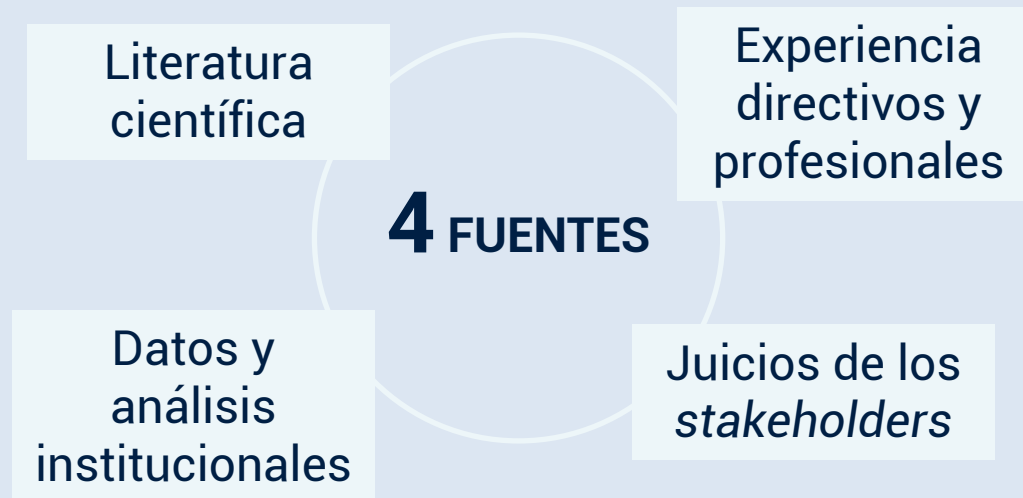 Literatura
científica
Experiencia
directivos y
profesionales
4 FUENTES
Datos y
análisis
institucionales
Juicios de los
stakeholders